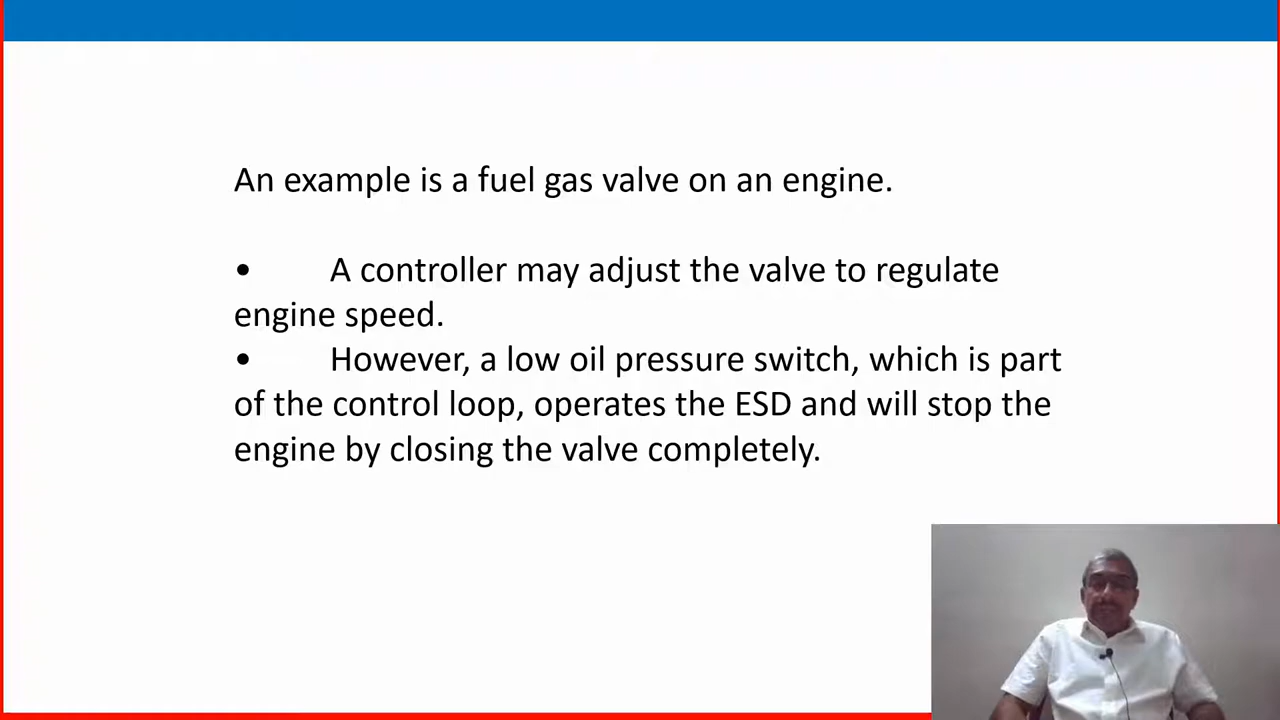 An example is a fuel gas valve on an engine.
• A controller may adjust the valve to regulate
engine speed.
• However, a low oil pressure switch, which is part
of the control loop, operates the ESD and will stop the
engine by closing the valve completely.